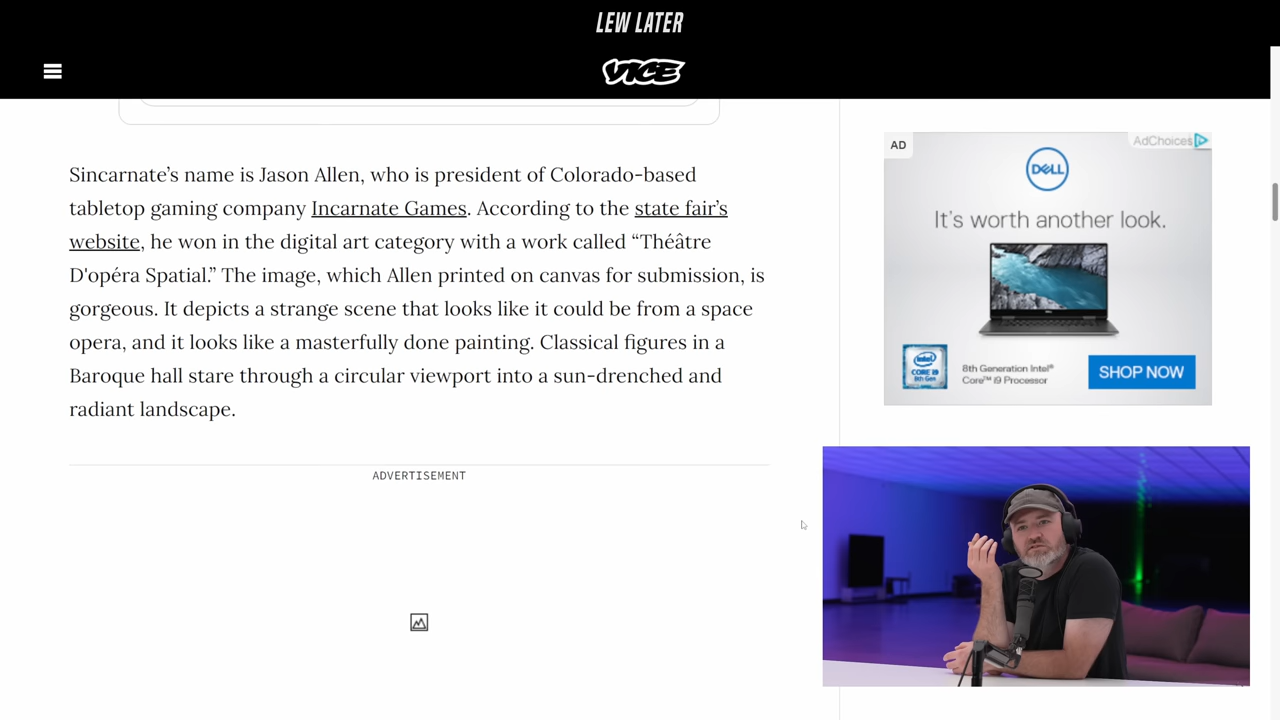 LEW LATER
VICE
Sincarnate’s name is Jason Allen, who is president of Colorado-based
tabletop gaming company Incarnate Games. According to the state fair’s
website, he won in the digital art category with a work called “Théâtre
D'opéra Spatial.” The image, which Allen printed on canvas for submission, is
gorgeous. It depicts a strange scene that looks like it could be from a space
opera, and it looks like a masterfully done painting. Classical figures in a
Baroque hall stare through a circular viewport into a sun-drenched and
radiant landscape.
ADVERTISEMENT
AD
AdChoices
DELL
It's worth another look.
intel
CORE i9
8th Gen
8th Generation Intel®
Core™ i9 Processor
SHOP NOW